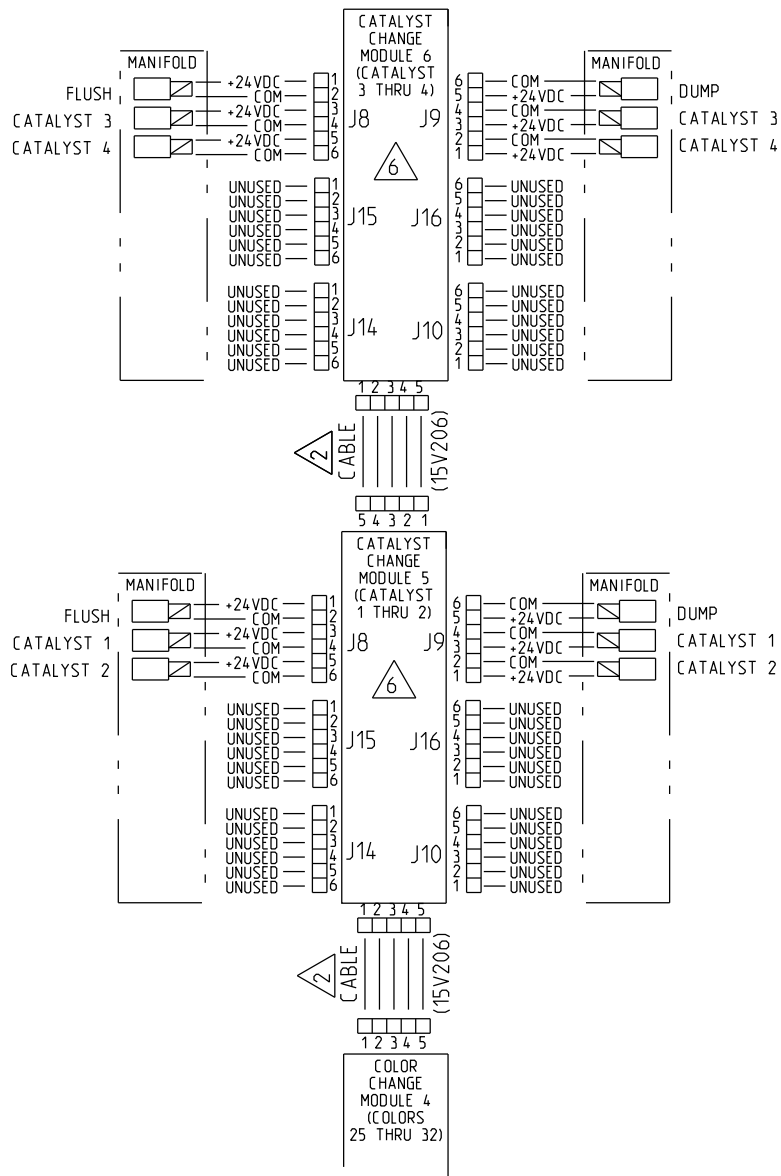 CATALYST
CHANGE
MODULE 6
(CATALYST
3 THRU 4)
MANIFOLD
FLUSH
CATALYST 3
CATALYST 4
+24VDC 1
COM 2
+24VDC 3
COM 4
+24VDC 5
COM 6
J8 J9
6
6 COM
5 +24VDC
4 COM
3 +24VDC
2 COM
1 +24VDC
MANIFOLD
DUMP
CATALYST 3
CATALYST 4
UNUSED 1
UNUSED 2
UNUSED 3
UNUSED 4
UNUSED 5
UNUSED 6
J15 J16
6 UNUSED
5 UNUSED
4 UNUSED
3 UNUSED
2 UNUSED
1 UNUSED
UNUSED 1
UNUSED 2
UNUSED 3
UNUSED 4
UNUSED 5
UNUSED 6
J14 J10
6 UNUSED
5 UNUSED
4 UNUSED
3 UNUSED
2 UNUSED
1 UNUSED
1 2 3 4 5
2
CABLE
(15V206)
5 4 3 2 1
CATALYST
CHANGE
MODULE 5
(CATALYST
1 THRU 2)
MANIFOLD
FLUSH
CATALYST 1
CATALYST 2
+24VDC 1
COM 2
+24VDC 3
COM 4
+24VDC 5
COM 6
J8 J9
6
6 COM
5 +24VDC
4 COM
3 +24VDC
2 COM
1 +24VDC
MANIFOLD
DUMP
CATALYST 1
CATALYST 2
UNUSED 1
UNUSED 2
UNUSED 3
UNUSED 4
UNUSED 5
UNUSED 6
J15 J16
6 UNUSED
5 UNUSED
4 UNUSED
3 UNUSED
2 UNUSED
1 UNUSED
UNUSED 1
UNUSED 2
UNUSED 3
UNUSED 4
UNUSED 5
UNUSED 6
J14 J10
6 UNUSED
5 UNUSED
4 UNUSED
3 UNUSED
2 UNUSED
1 UNUSED
1 2 3 4 5
2
CABLE
(15V206)
1 2 3 4 5
COLOR
CHANGE
MODULE 4
(COLORS
25 THRU 32)